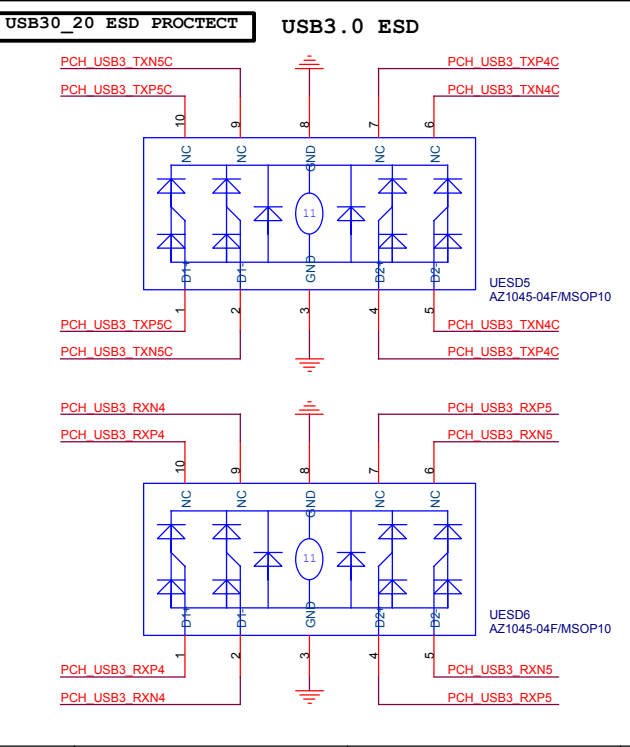 USB30_20 ESD PROCTECT
USB3.0 ESD
PCH_USB3_TXN5C
PCH_USB3_TXP4C
PCH_USB3_TXP5C
PCH_USB3_TXN4C
10 9 8 7 6
NC NC GND NC NC
11
D1+ D1- GND D2+ D2-
UESD5
AZ1045-04F/MSOP10
1 2 3 4 5
PCH_USB3_TXP5C
PCH_USB3_TXN4C
PCH_USB3_TXN5C
PCH_USB3_TXP4C
PCH_USB3_RXN4
PCH_USB3_RXP5
PCH_USB3_RXP4
PCH_USB3_RXN5
10 9 8 7 6
NC NC GND NC NC
11
D1+ D1- GND D2+ D2-
UESD6
AZ1045-04F/MSOP10
1 2 3 4 5
PCH_USB3_RXP4
PCH_USB3_RXN5
PCH_USB3_RXN4
PCH_USB3_RXP5